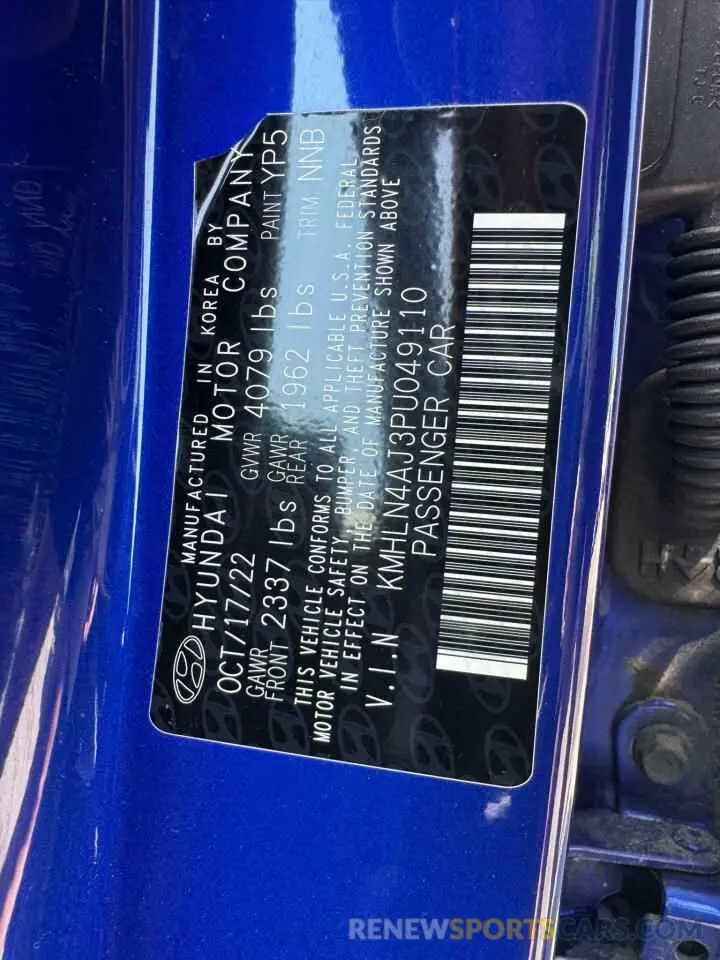 MANUFACTURED IN KOREA BY
HYUNDAI MOTOR COMPANY
OCT/17/22 GVWR 4079 lbs PAINT YP5
GAWR FRONT 2337 lbs GAWR REAR 1962 lbs TRIM NNB
THIS VEHICLE CONFORMS TO ALL APPLICABLE U.S.A. FEDERAL
MOTOR VEHICLE SAFETY, BUMPER, AND THEFT PREVENTION STANDARDS
IN EFFECT ON THE DATE OF MANUFACTURE SHOWN ABOVE
V.I.N KMHLN4AJ3PU049110
PASSENGER CAR
RENEWSPORTSCARS.COM